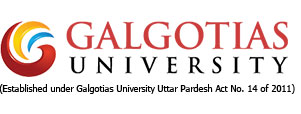 GALGOTIAS
UNIVERSITY
(Established under Galgotias University Uttar Pardesh Act No. 14 of 2011)